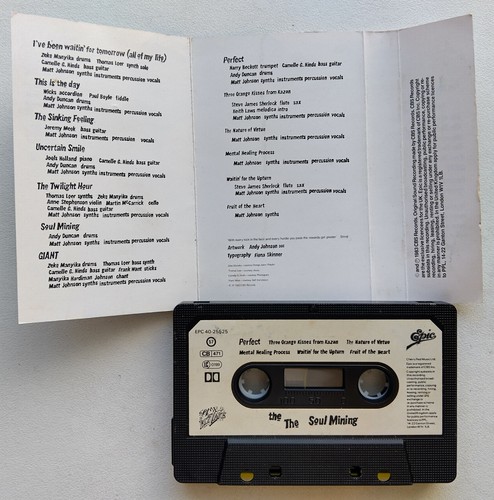 I've been waitin' for tomorrow (all of my life)
Zeke Manyika drums Thomas Leer synth solo
Camelle G. Hinds bass guitar
Matt Johnson synths instruments percussion vocals
This is the day
Wicks accordian Paul Boyle fiddle
Andy Duncan drums
Matt Johnson synths instruments percussion vocals
The Sinking Feeling
Jeremy Meek bass guitar
Matt Johnson synths instruments percussion vocals
Uncertain Smile
Jools Holland piano Camelle G. Hinds bass guitar
Andy Duncan drums
Matt Johnson synths instruments percussion vocals
The Twilight Hour
Thomas Leer synths Zeke Manyika drums
Anne Stephenson violin Martin McCarrick cello
Camelle G. Hinds bass guitar
Matt Johnson synths instruments percussion vocals
Soul Mining
Andy Duncan drums
Matt Johnson synths instruments percussion vocals
GIANT
Zeke Manyika drums Thomas Leer bass synth
Camelle G. Hinds bass guitar Frank Want sticks
Manyika Hardiman Johnson chant
Matt Johnson synths instruments percussion vocals
Perfect
Harry Beckett trumpet Camelle G. Hinds bass guitar
Andy Duncan drums
Matt Johnson synths instruments percussion vocals
Three Orange Kisses from Kazan
Steve James Sherlock flute sax
Keith Laws melodica intro
Matt Johnson synths instruments percussion vocals
The Nature of Virtue
Matt Johnson synths instruments percussion vocals
Mental Healing Process
Matt Johnson synths instruments percussion vocals
Waitin' for the Upturn
Steve James Sherlock flute sax
Matt Johnson synths instruments percussion vocals
Fruit of the Heart
Matt Johnson synths
Artwork Andy Johnson
typography Fiona Skinner
EPC 40-25525
57
CB 471
Perfect Three Orange Kisses from Kazan The Nature of Virtue
Mental Healing Process Waitin' for the Upturn Fruit of the Heart
Epic
the The Soul Mining